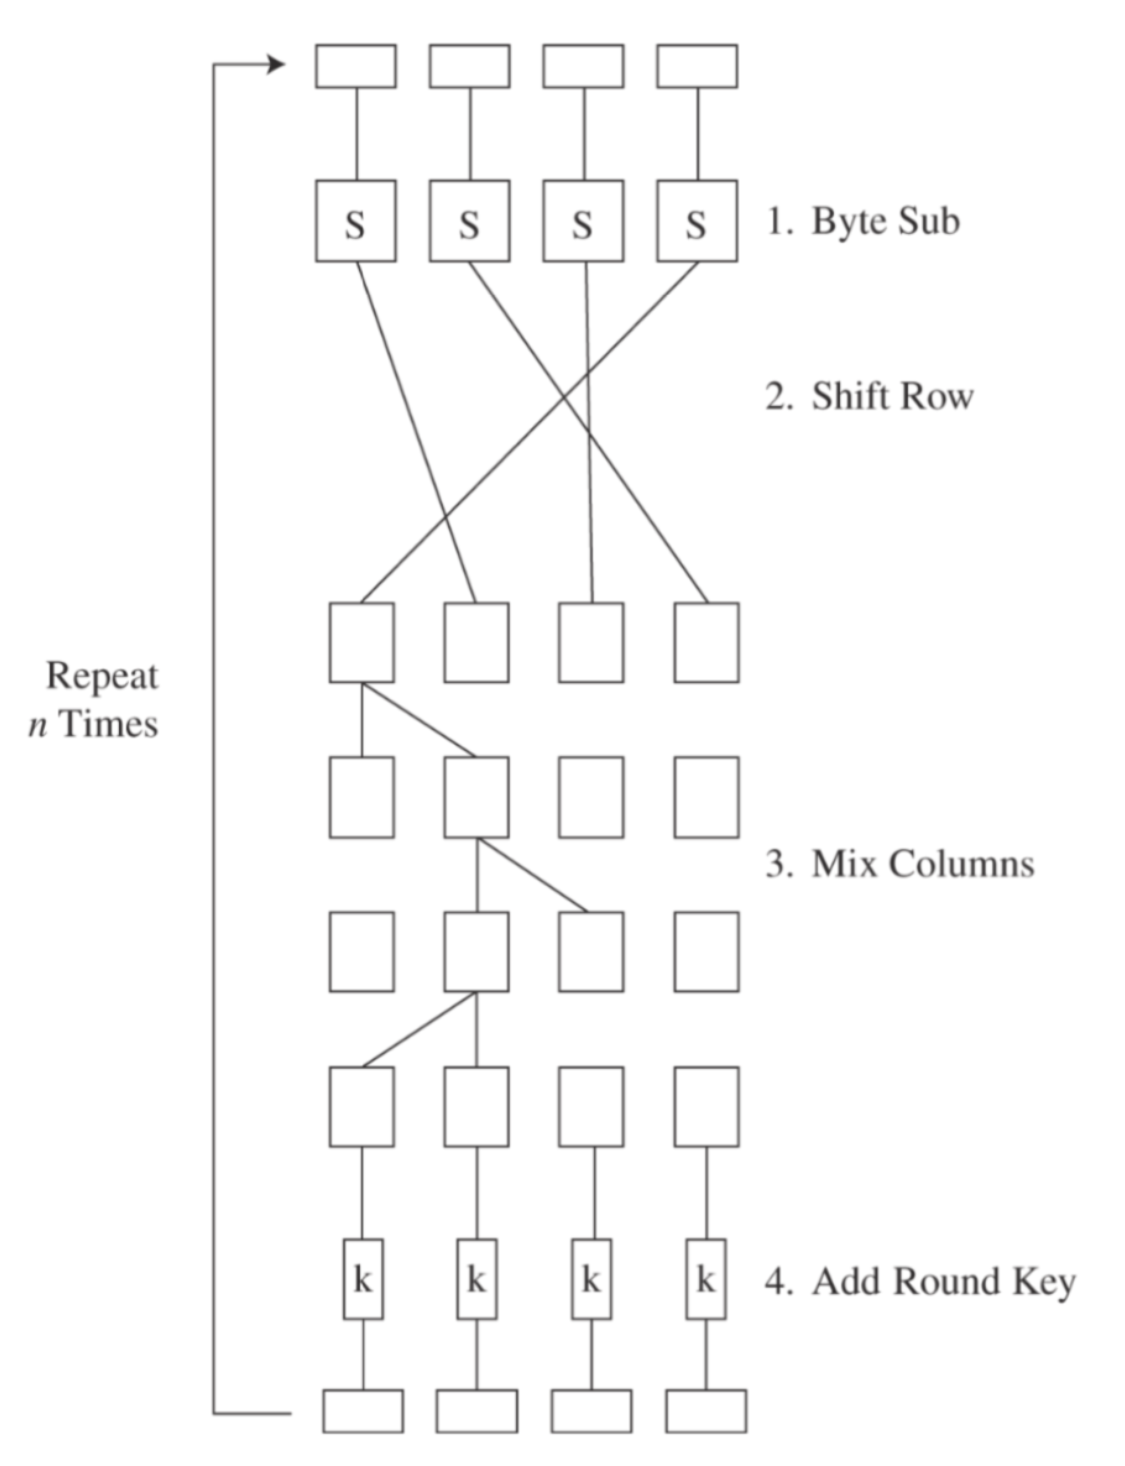 S S S S
1. Byte Sub
2. Shift Row
Repeat
n Times
3. Mix Columns
k k k k
4. Add Round Key